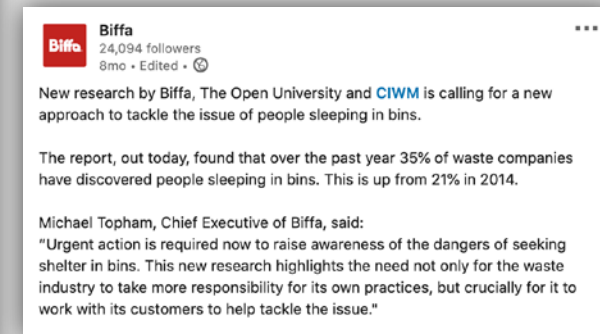 Biffa
Biffa
24,094 followers
8mo • Edited •
New research by Biffa, The Open University and CIWM is calling for a new
approach to tackle the issue of people sleeping in bins.
The report, out today, found that over the past year 35% of waste companies
have discovered people sleeping in bins. This is up from 21% in 2014.
Michael Topham, Chief Executive of Biffa, said:
"Urgent action is required now to raise awareness of the dangers of seeking
shelter in bins. This new research highlights the need not only for the waste
industry to take more responsibility for its own practices, but crucially for it to
work with its customers to help tackle the issue."